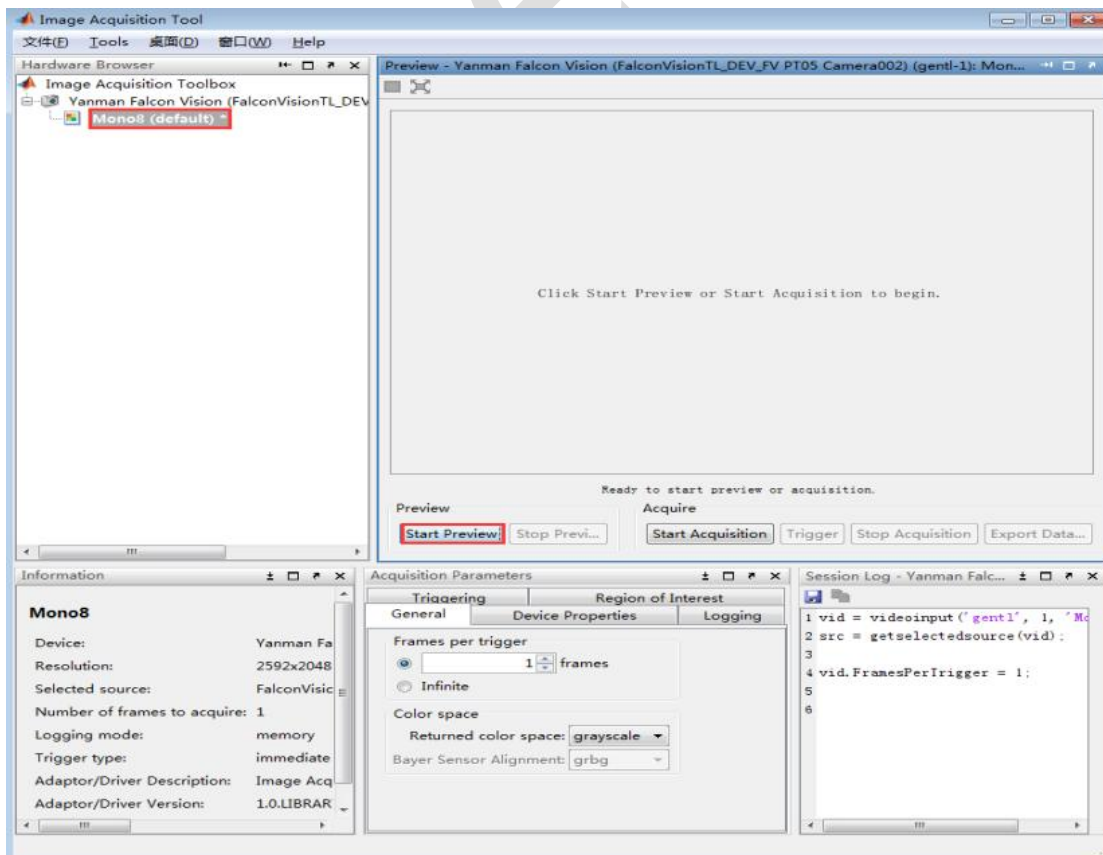 Image Acquisition Tool
文件(F) Tools 桌面(D) 窗口(W) Help
Hardware Browser
Image Acquisition Toolbox
Yanman Falcon Vision (FalconVisionTL_DEV
Mono8 (default) *
Preview - Yanman Falcon Vision (FalconVisionTL_DEV_FV PT05 Camera002) (gentl-1): Mon...
Click Start Preview or Start Acquisition to begin.
Ready to start preview or acquisition.
Preview Acquire
Start Preview Stop Previ... Start Acquisition Trigger Stop Acquisition Export Data...
Information
Mono8
Device: Yanman Fa
Resolution: 2592x2048
Selected source: FalconVisic
Number of frames to acquire: 1
Logging mode: memory
Trigger type: immediate
Adaptor/Driver Description: Image Acq
Adaptor/Driver Version: 1.0.LIBRAR
Acquisition Parameters
Triggering Region of Interest
General Device Properties Logging
Frames per trigger
1 frames
Infinite
Color space
Returned color space: grayscale
Bayer Sensor Alignment: grbg
Session Log - Yanman Falc...
1 vid = videoinput('gentl', 1, 'Mo
2 src = getselectedsource(vid);
3
4 vid.FramesPerTrigger = 1;
5
6